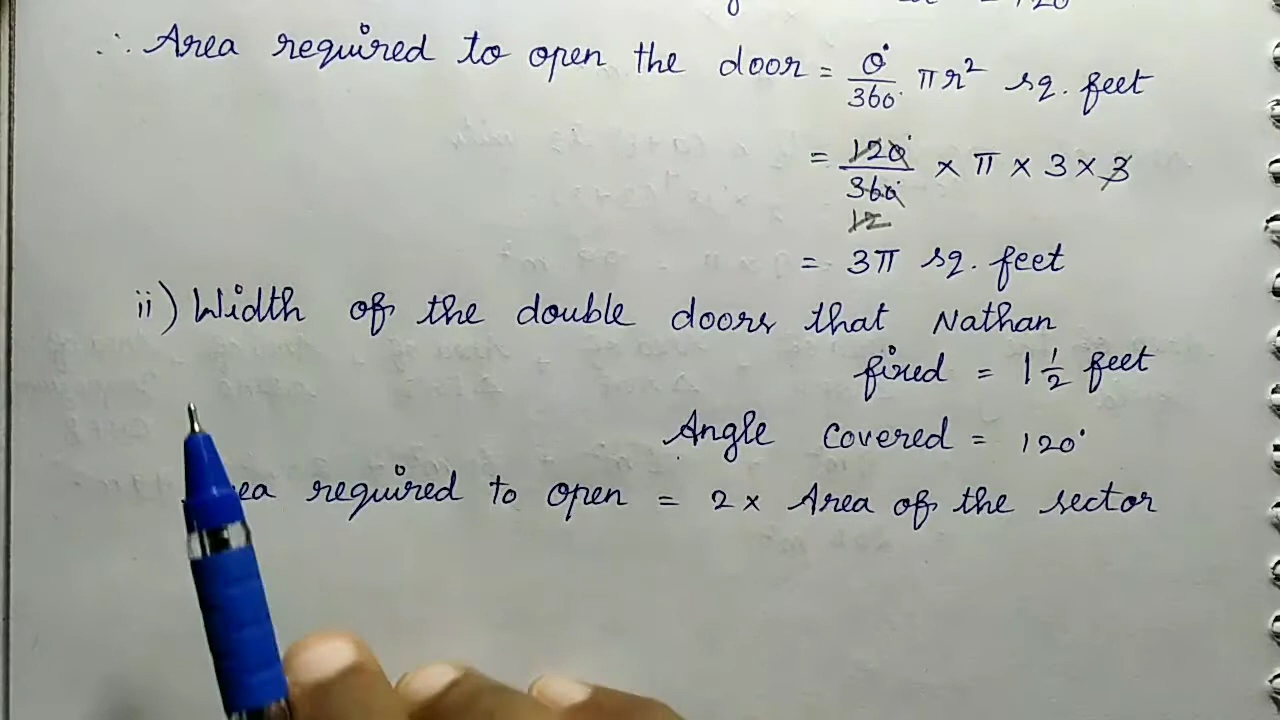 ∴ Area required to open the door = θ°/360° πr² sq. feet
= 120°/360° × π × 3 × 3
12
= 3π sq. feet
ii) Width of the double doors that Nathan
fixed = 1 1/2 feet
Angle covered = 120°
required to open = 2 × Area of the sector